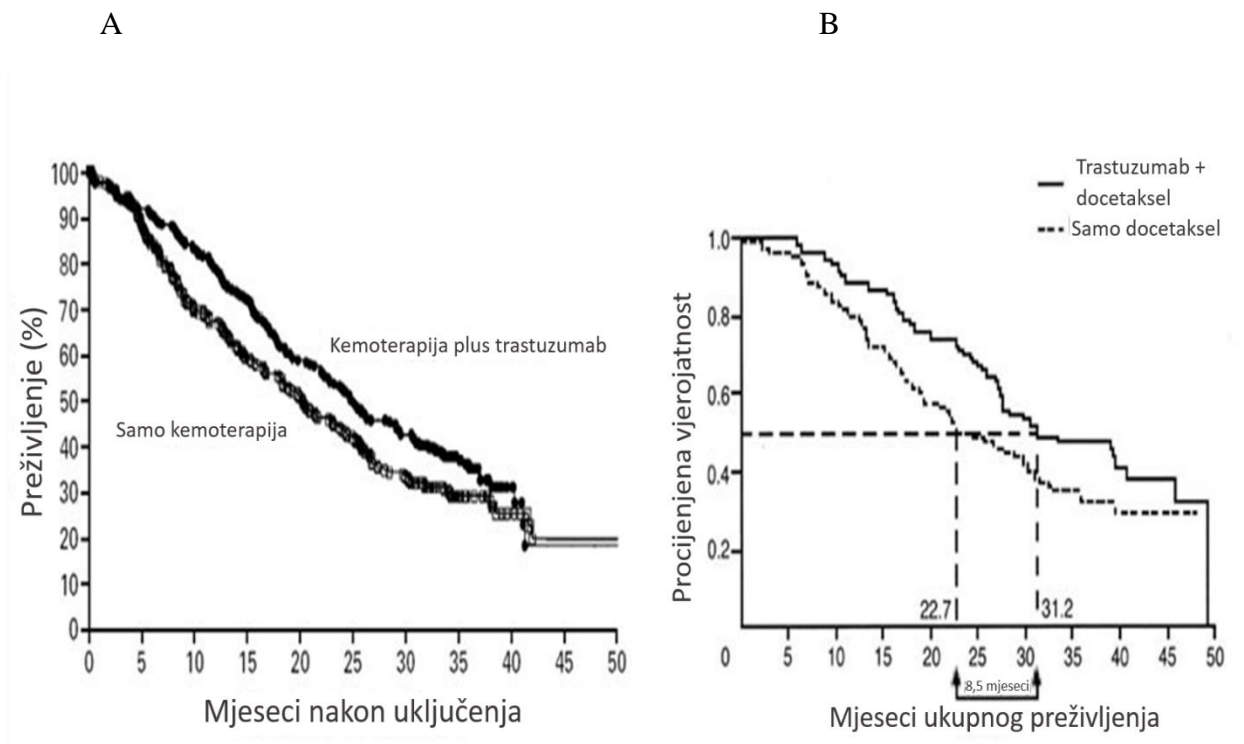 A
B
100
90
80
70
60
50
40
30
20
10
0
Preživljenje (%)
Kemoterapija plus trastuzumab
Samo kemoterapija
0 5 10 15 20 25 30 35 40 45 50
Mjeseci nakon uključenja
Trastuzumab +
docetaksel
Samo docetaksel
1.0
0.8
0.6
0.4
0.2
Procijenjena vjerojatnost
22.7
31.2
0 5 10 15 20 25 30 35 40 45 50
8,5 mjeseci
Mjeseci ukupnog preživljenja